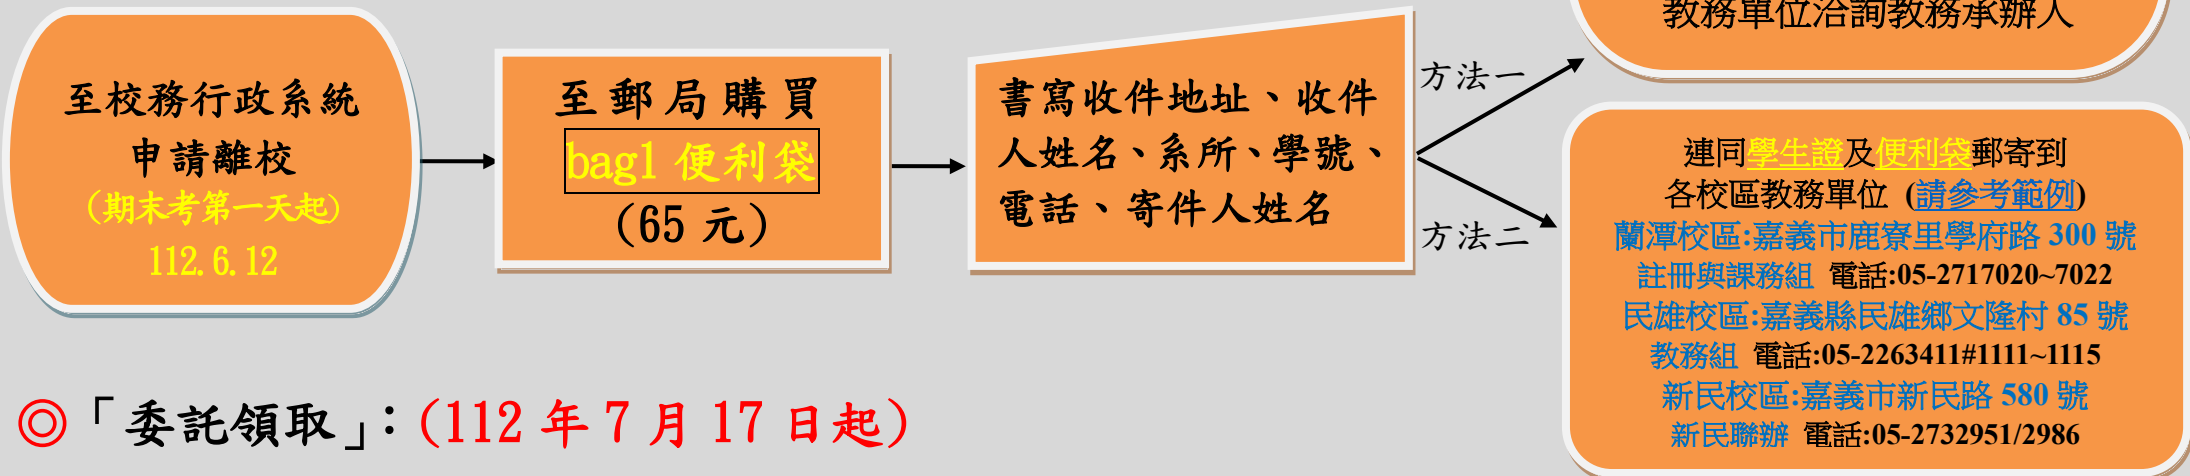 至校務行政系統
申請離校
(期末考第一天起)
112.6.12
至郵局購買
bag1 便利袋
(65 元)
書寫收件地址、收件
人姓名、系所、學號、
電話、寄件人姓名
方法一
方法二
教務單位洽詢教務承辦人
連同學生證及便利袋郵寄到
各校區教務單位 (請參考範例)
蘭潭校區:嘉義市鹿寮里學府路 300 號
註冊與課務組 電話:05-2717020~7022
民雄校區:嘉義縣民雄鄉文隆村 85 號
教務組 電話:05-2263411#1111~1115
新民校區:嘉義市新民路 580 號
新民聯辦 電話:05-2732951/2986
◎「委託領取」:(112 年 7 月 17 日起)